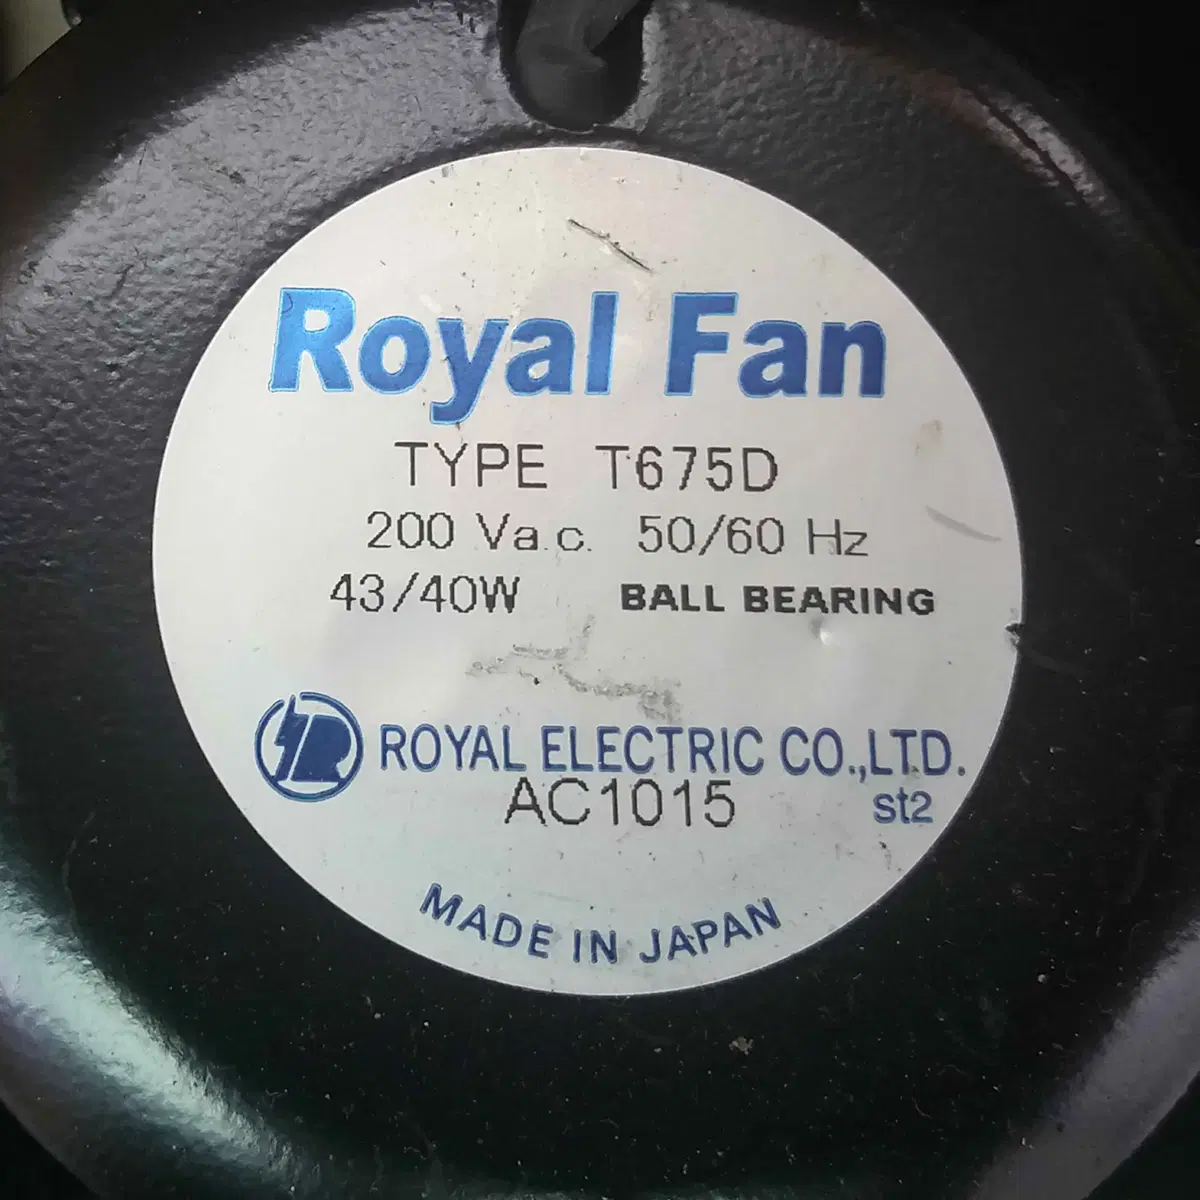 Royal Fan
TYPE T675D
200 Va.c. 50/60 Hz
43/40W BALL BEARING
ROYAL ELECTRIC CO.,LTD.
AC1015 st2
MADE IN JAPAN